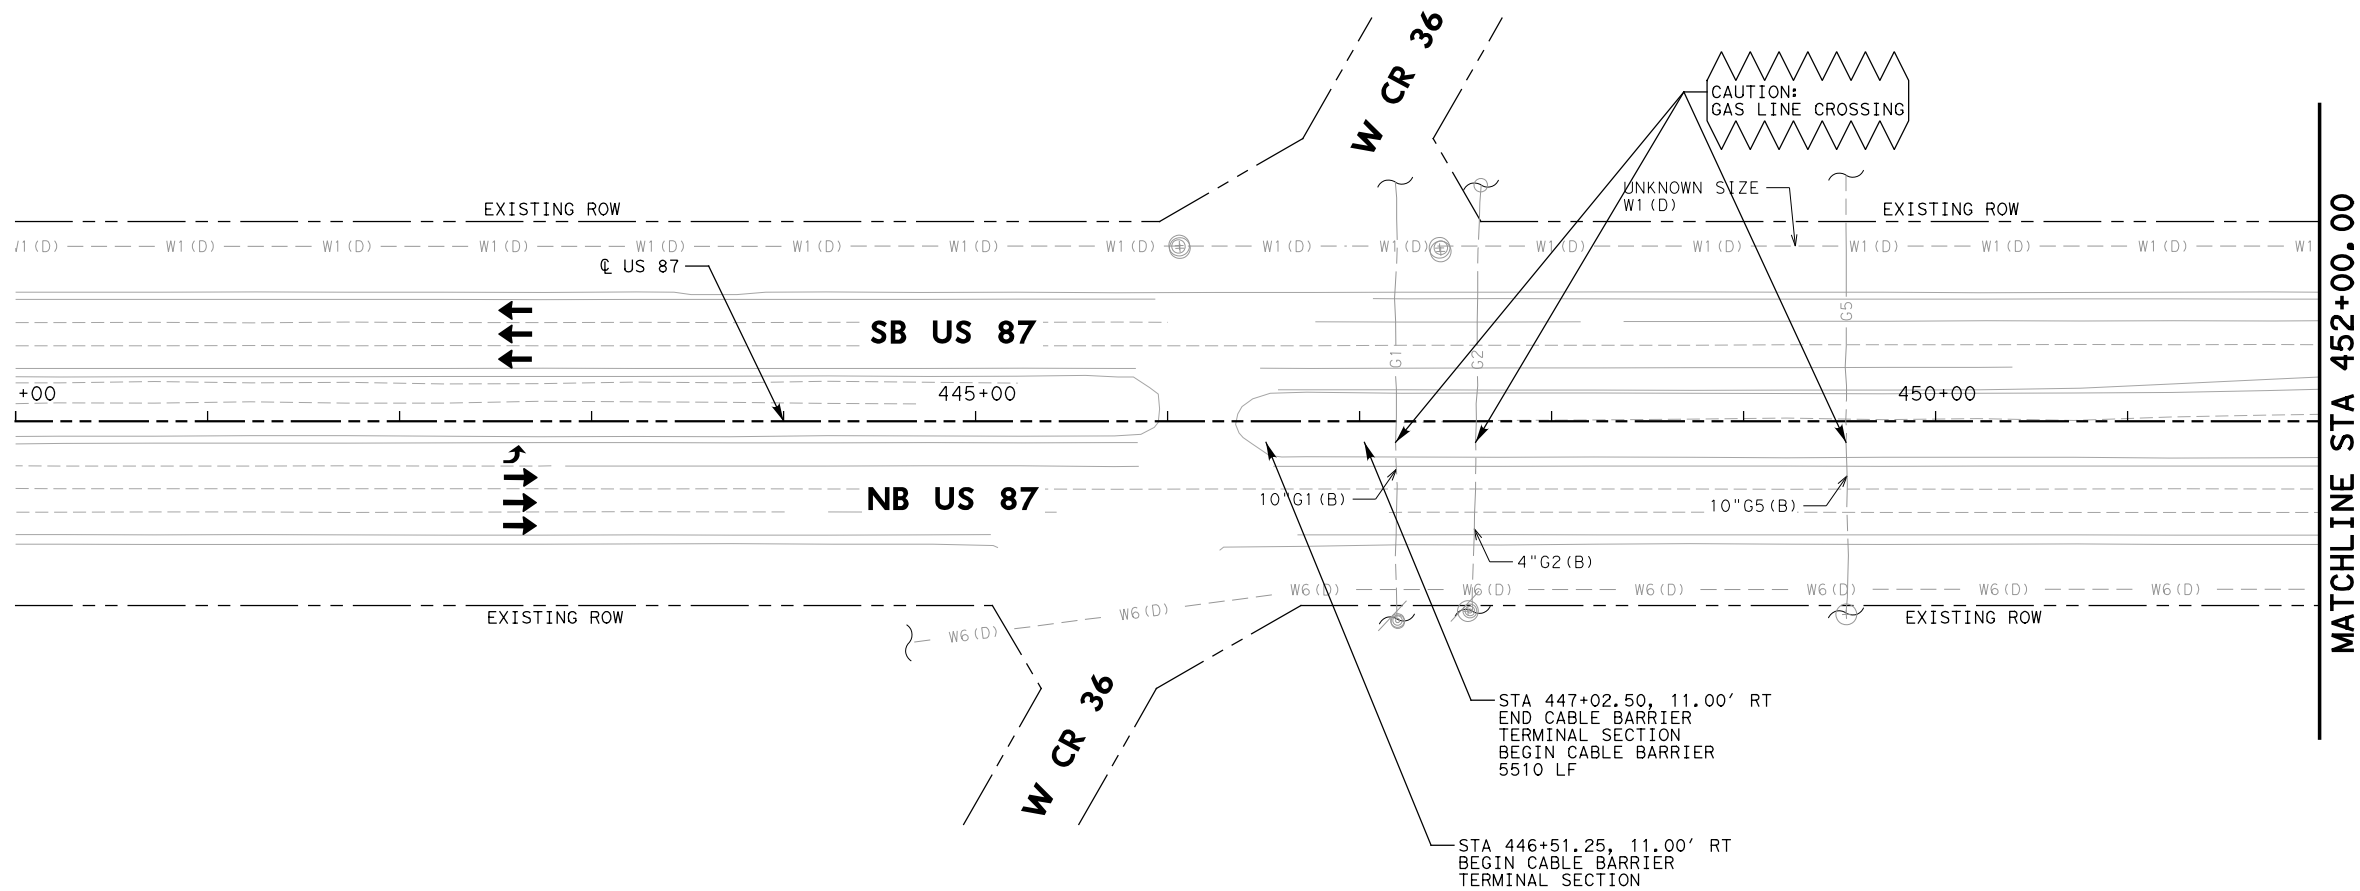 W CR 36
CAUTION:
GAS LINE CROSSING
UNKNOWN SIZE
W1(D)
EXISTING ROW
EXISTING ROW
W1(D) W1(D) W1(D) W1(D) W1(D) W1(D) W1(D) W1(D) W1(D) W1(D) W1(D) W1(D) W1(D) W1(D) W1(D) W1
℄ US 87
G5
SB US 87
G1
G2
+00
445+00
450+00
NB US 87
10"G1(B)
10"G5(B)
4"G2(B)
W6(D) W6(D) W6(D) W6(D) W6(D) W6(D)
W6(D)
W6(D)
EXISTING ROW
EXISTING ROW
W CR 36
STA 447+02.50, 11.00' RT
END CABLE BARRIER
TERMINAL SECTION
BEGIN CABLE BARRIER
5510 LF
STA 446+51.25, 11.00' RT
BEGIN CABLE BARRIER
TERMINAL SECTION
MATCHLINE STA 452+00.00